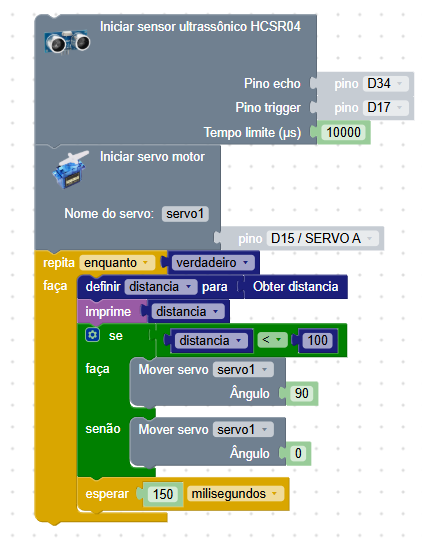 Iniciar sensor ultrassônico HCSR04
Pino echo pino D34
Pino trigger pino D17
Tempo limite (µs) 10000
Iniciar servo motor
Nome do servo: servo1
pino D15 / SERVO A
repita enquanto verdadeiro
faça definir distancia para Obter distancia
imprime distancia
se distancia < 100
faça Mover servo servo1
Ângulo 90
senão Mover servo servo1
Ângulo 0
esperar 150 milisegundos